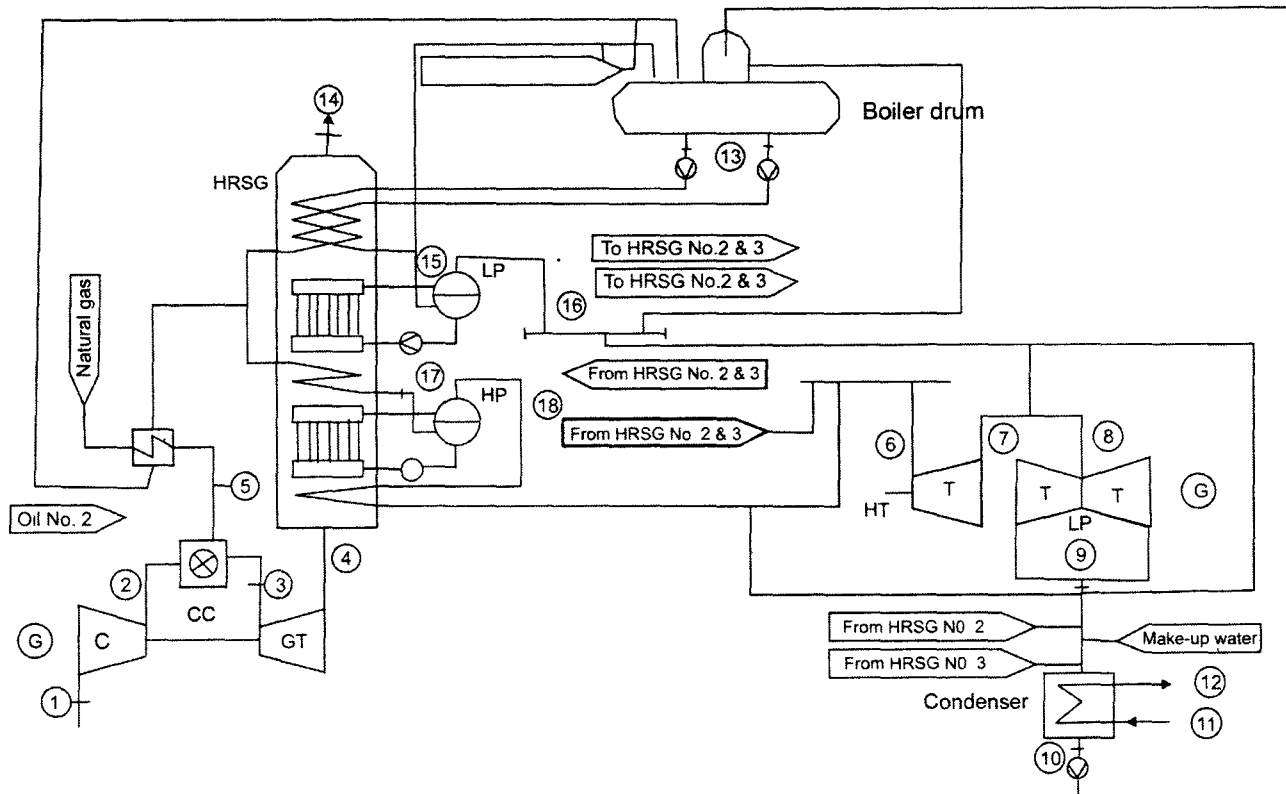 14
Boiler drum
13
HRSG
To HRSG No.2 & 3
15
LP
To HRSG No.2 & 3
16
Natural gas
From HRSG No. 2 & 3
17
HP
18
From HRSG No 2 & 3
6
7
8
5
T
T
T
G
HT
LP
Oil No. 2
9
4
2
3
CC
G
C
GT
From HRSG N0 2
Make-up water
From HRSG N0 3
1
Condenser
12
11
10